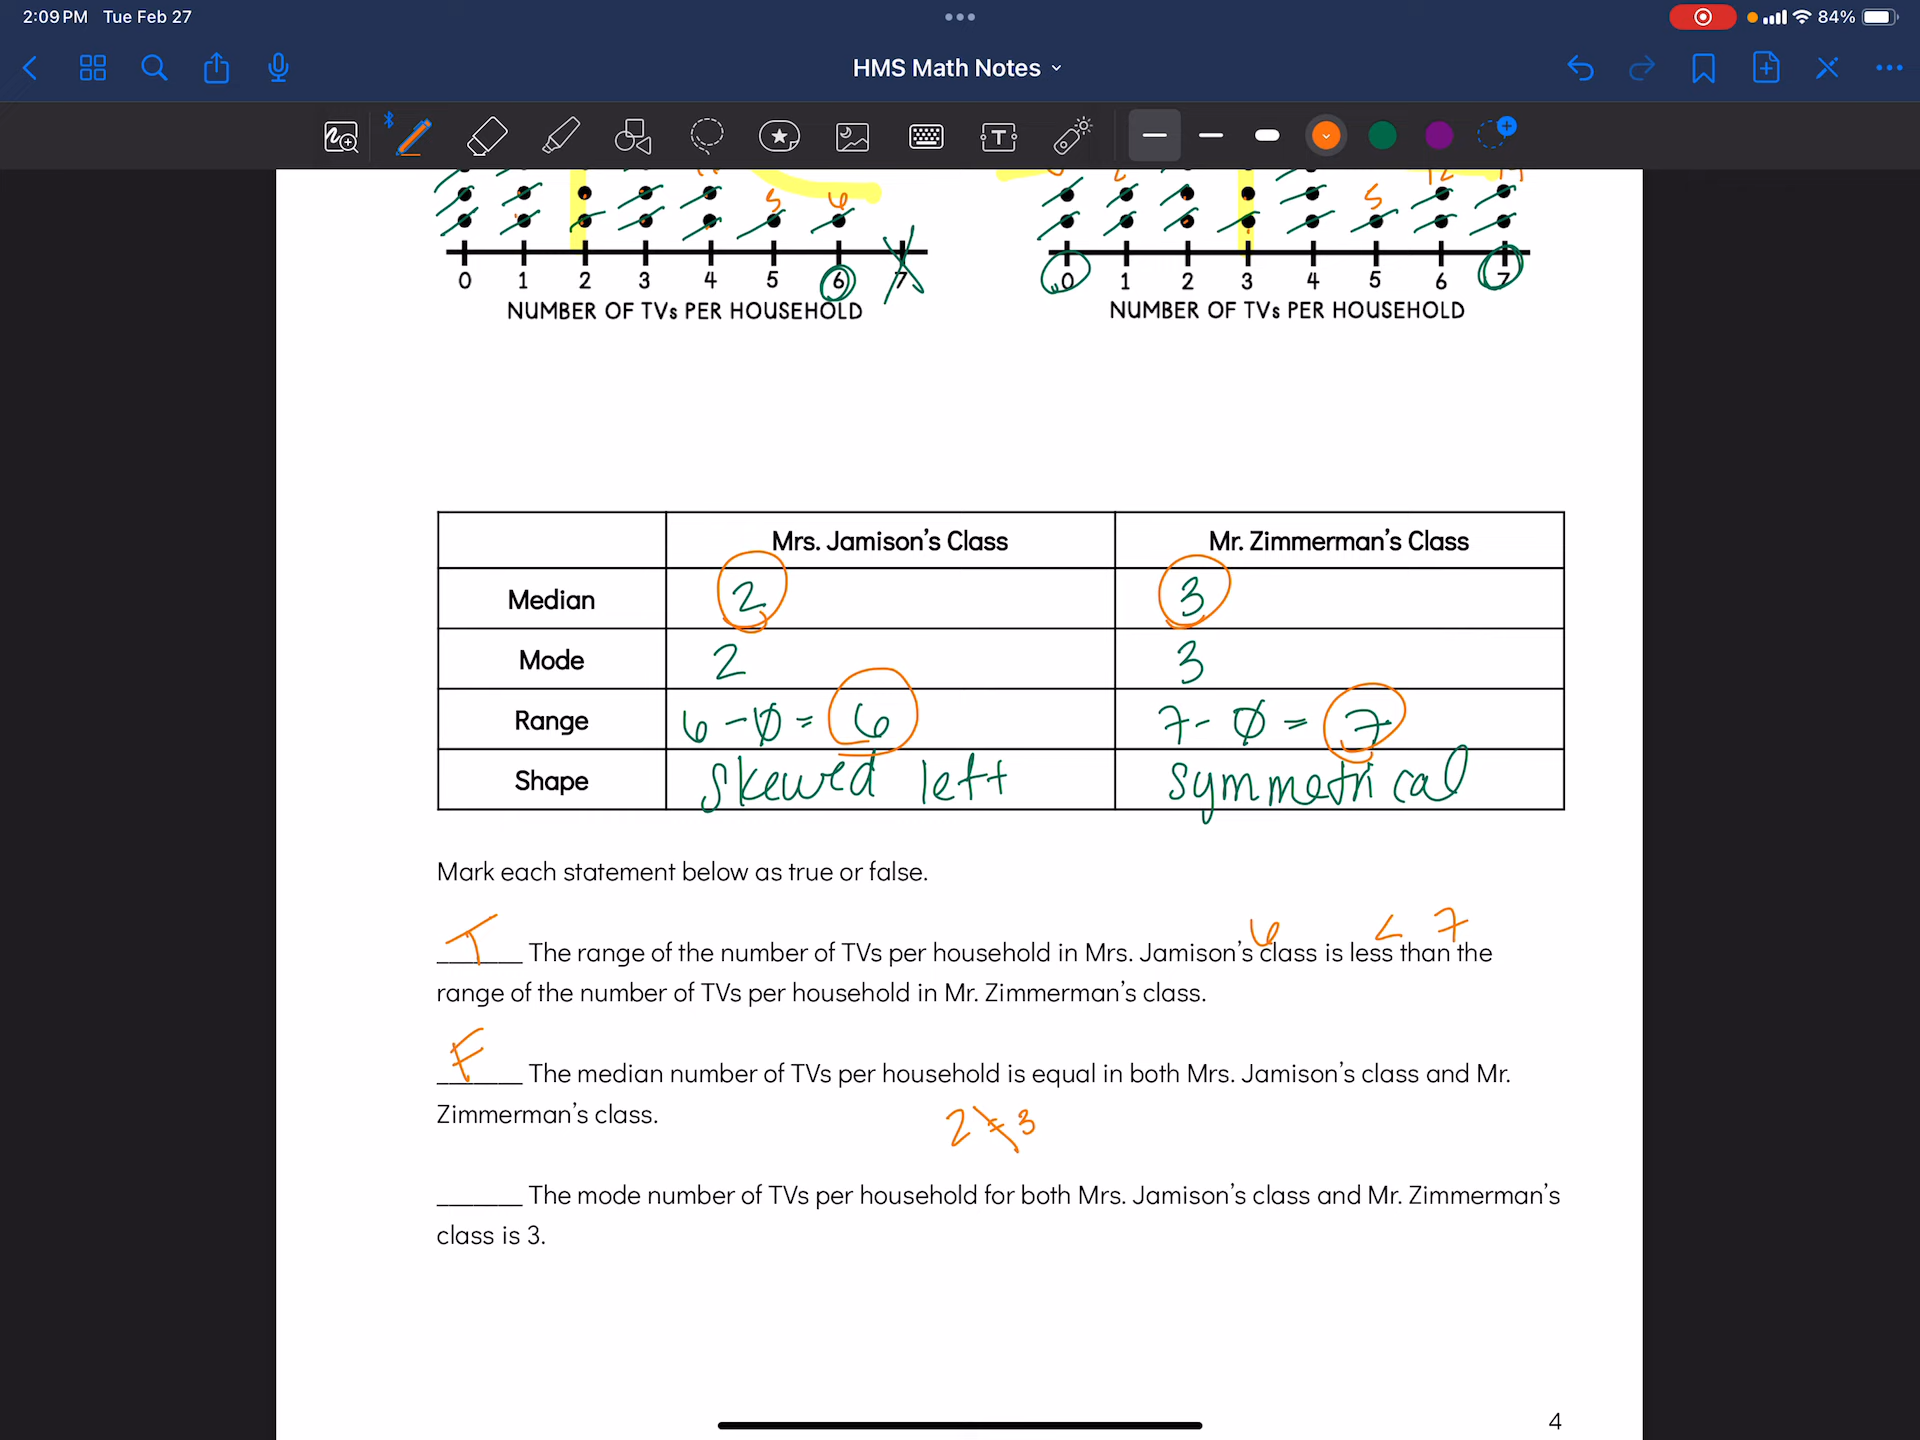 2:09 PM Tue Feb 27
84%
HMS Math Notes
T
5 6
5 12
0 1 2 3 4 5 6 7
0 1 2 3 4 5 6 7
NUMBER OF TVs PER HOUSEHOLD
NUMBER OF TVs PER HOUSEHOLD
Mrs. Jamison's Class Mr. Zimmerman's Class
Median 2 3
Mode 2 3
Range 6 - 0 = 6 7 - 0 = 7
Shape skewed left symmetrical
Mark each statement below as true or false.
6 < 7
T The range of the number of TVs per household in Mrs. Jamison's class is less than the
range of the number of TVs per household in Mr. Zimmerman's class.
F The median number of TVs per household is equal in both Mrs. Jamison's class and Mr.
Zimmerman's class.
2 ≠ 3
______ The mode number of TVs per household for both Mrs. Jamison's class and Mr. Zimmerman's
class is 3.
4